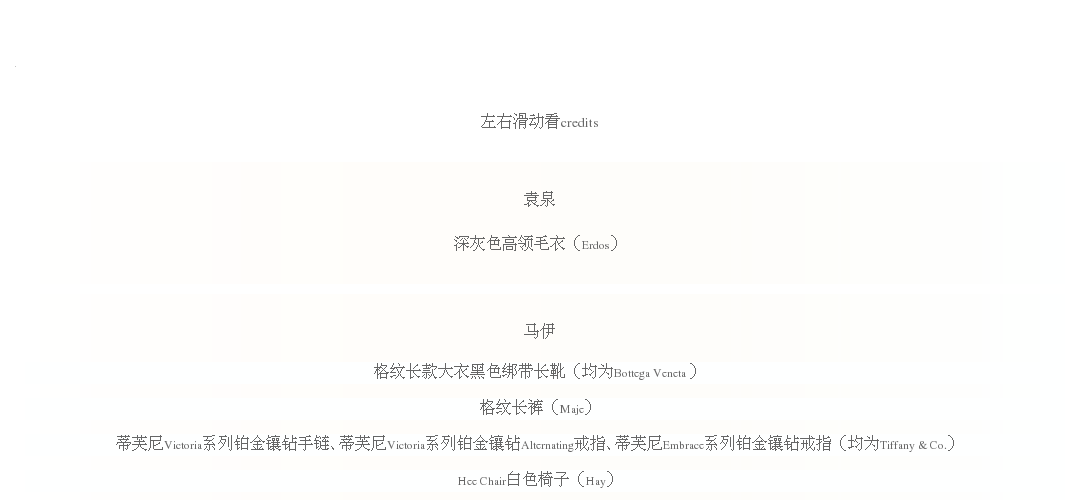 左右滑动看credits
袁泉
深灰色高领毛衣（Erdos）
马伊
格纹长款大衣黑色绑带长靴（均为Bottega Veneta ）
格纹长裤（Maje）
蒂芙尼Victoria系列铂金镶钻手链、蒂芙尼Victoria系列铂金镶钻Alternating戒指、蒂芙尼Embrace系列铂金镶钻戒指（均为Tiffany & Co.）
Hee Chair白色椅子（Hay）